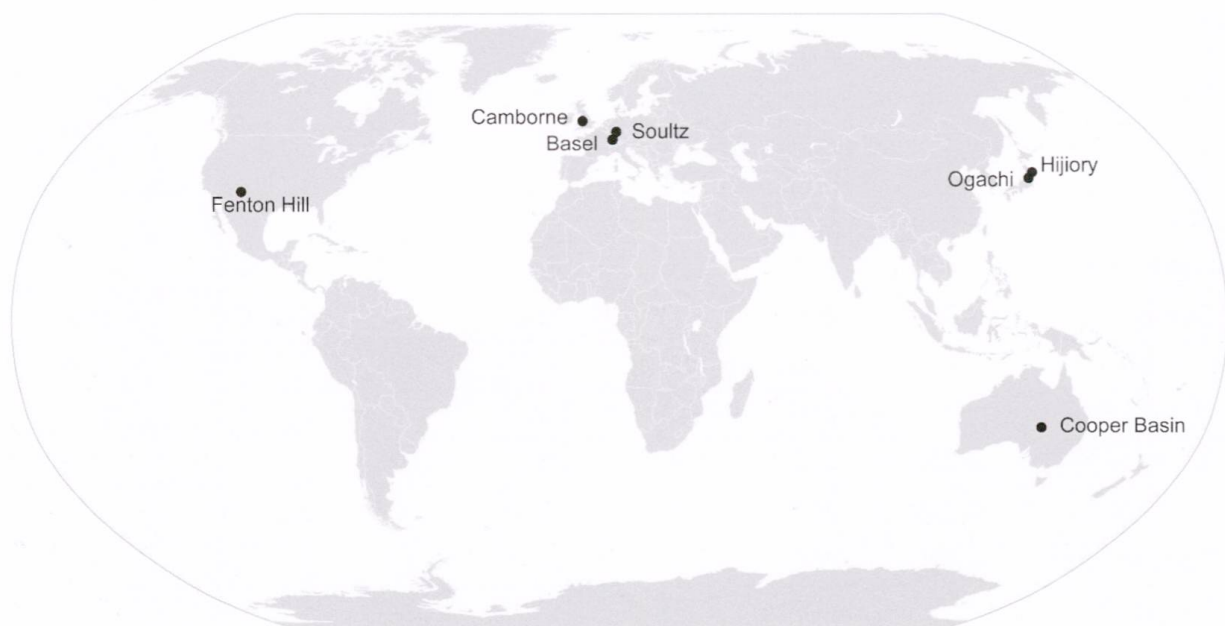 Camborne
Soultz
Basel
Hijiory
Ogachi
Fenton Hill
Cooper Basin